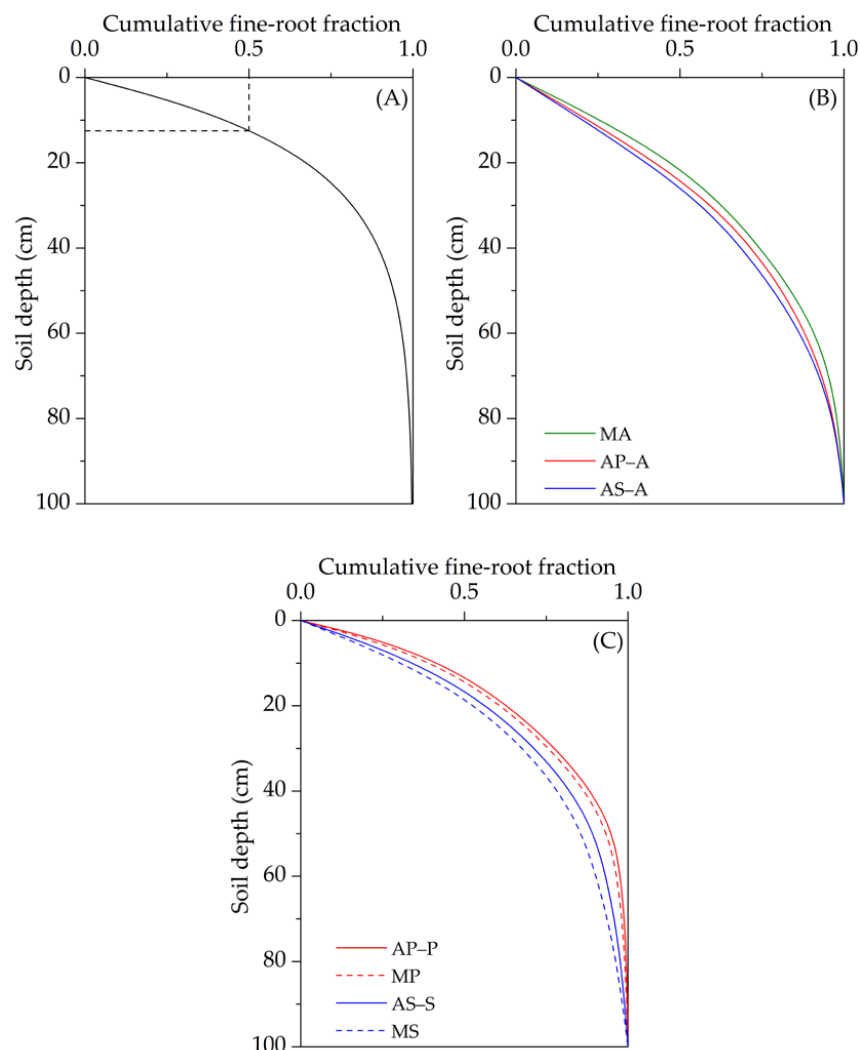 Cumulative fine-root fraction
0.0 0.5 1.0
0
20
40
60
80
100
Soil depth (cm)
(A)
Cumulative fine-root fraction
0.0 0.5 1.0
0
20
40
60
80
100
Soil depth (cm)
(B)
MA
AP–A
AS–A
Cumulative fine-root fraction
0.0 0.5 1.0
0
20
40
60
80
100
Soil depth (cm)
(C)
AP–P
MP
AS–S
MS